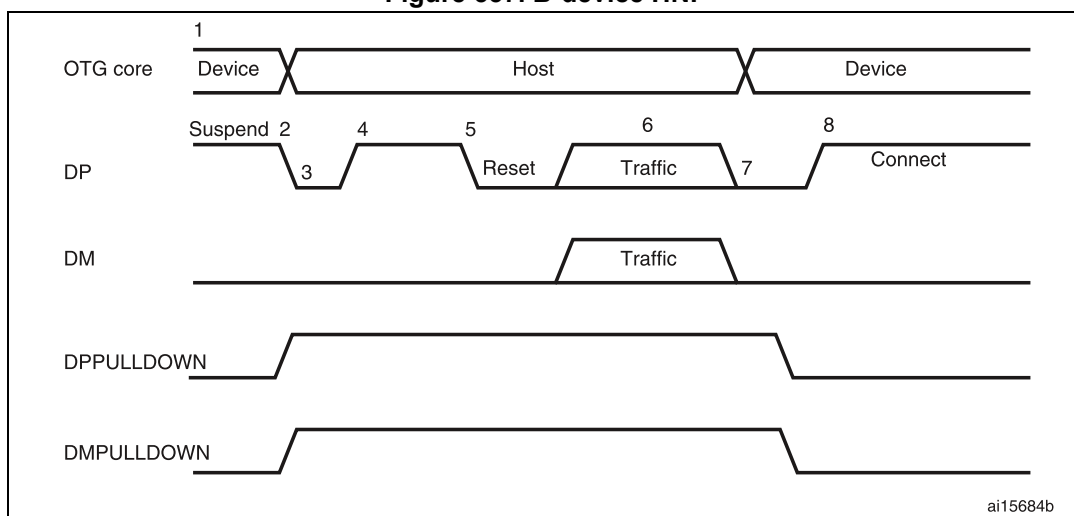 1
OTG core Device Host Device
Suspend 2 4 5 6 8
DP 3 Reset Traffic 7 Connect
DM Traffic
DPPULLDOWN
DMPULLDOWN
ai15684b